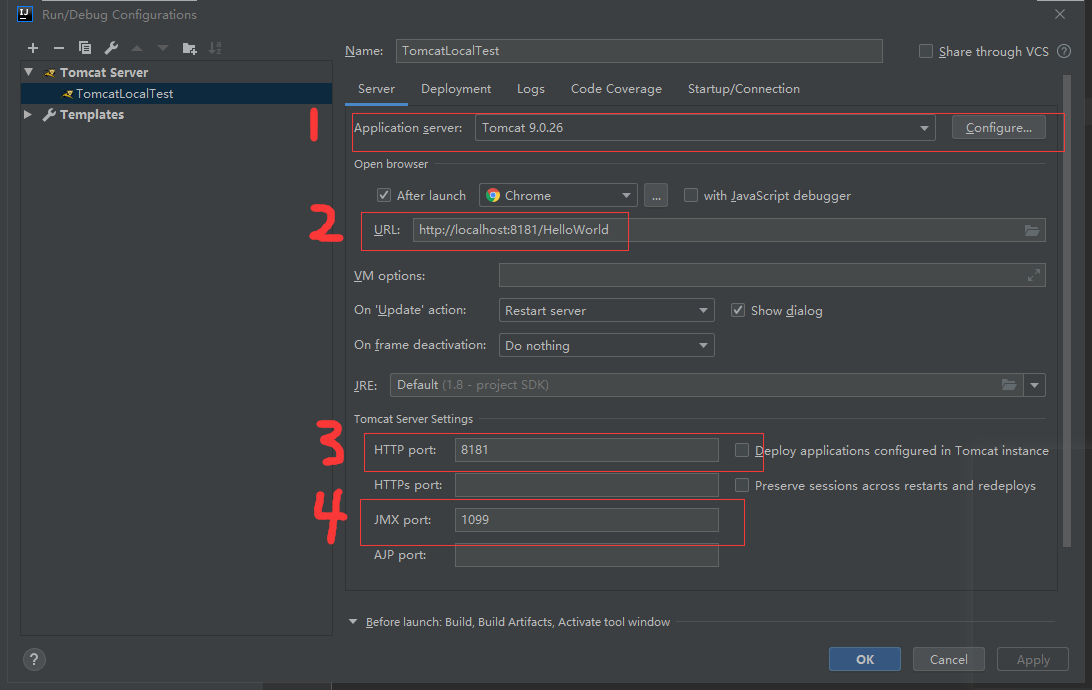 Run/Debug Configurations
Name: TomcatLocalTest Share through VCS ?
Tomcat Server
TomcatLocalTest
Templates
Server Deployment Logs Code Coverage Startup/Connection
1
Application server: Tomcat 9.0.26 Configure...
Open browser
After launch Chrome ... with JavaScript debugger
2
URL: http://localhost:8181/HelloWorld
VM options:
On 'Update' action: Restart server Show dialog
On frame deactivation: Do nothing
JRE: Default (1.8 - project SDK)
Tomcat Server Settings
3
HTTP port: 8181 Deploy applications configured in Tomcat instance
HTTPs port: Preserve sessions across restarts and redeploys
4
JMX port: 1099
AJP port:
Before launch: Build, Build Artifacts, Activate tool window
? OK Cancel Apply